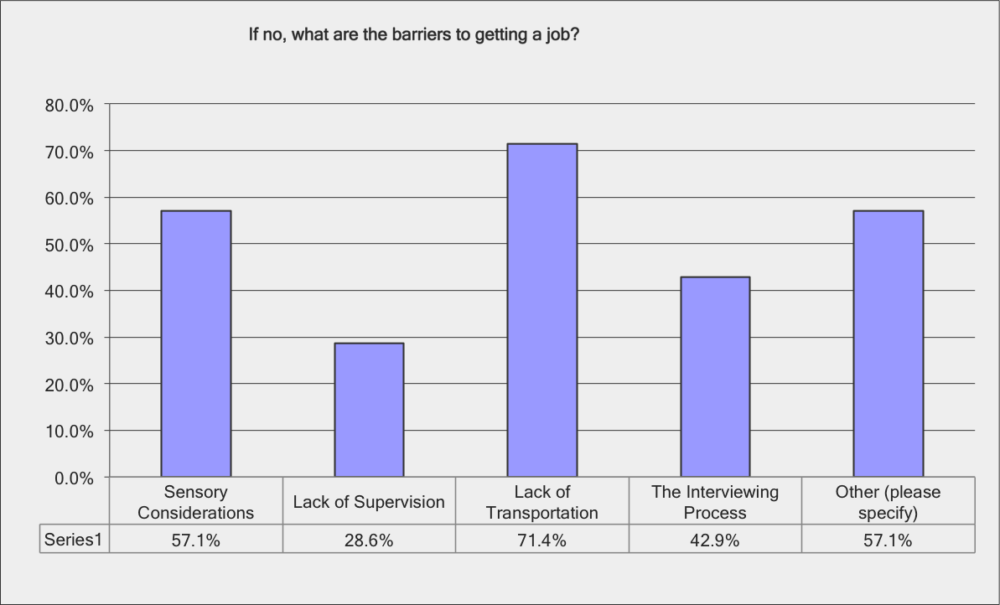 If no, what are the barriers to getting a job?
80.0%
70.0%
60.0%
50.0%
40.0%
30.0%
20.0%
10.0%
0.0%
Sensory
Considerations
Lack of Supervision
Lack of
Transportation
The Interviewing
Process
Other (please
specify)
Series1 57.1% 28.6% 71.4% 42.9% 57.1%